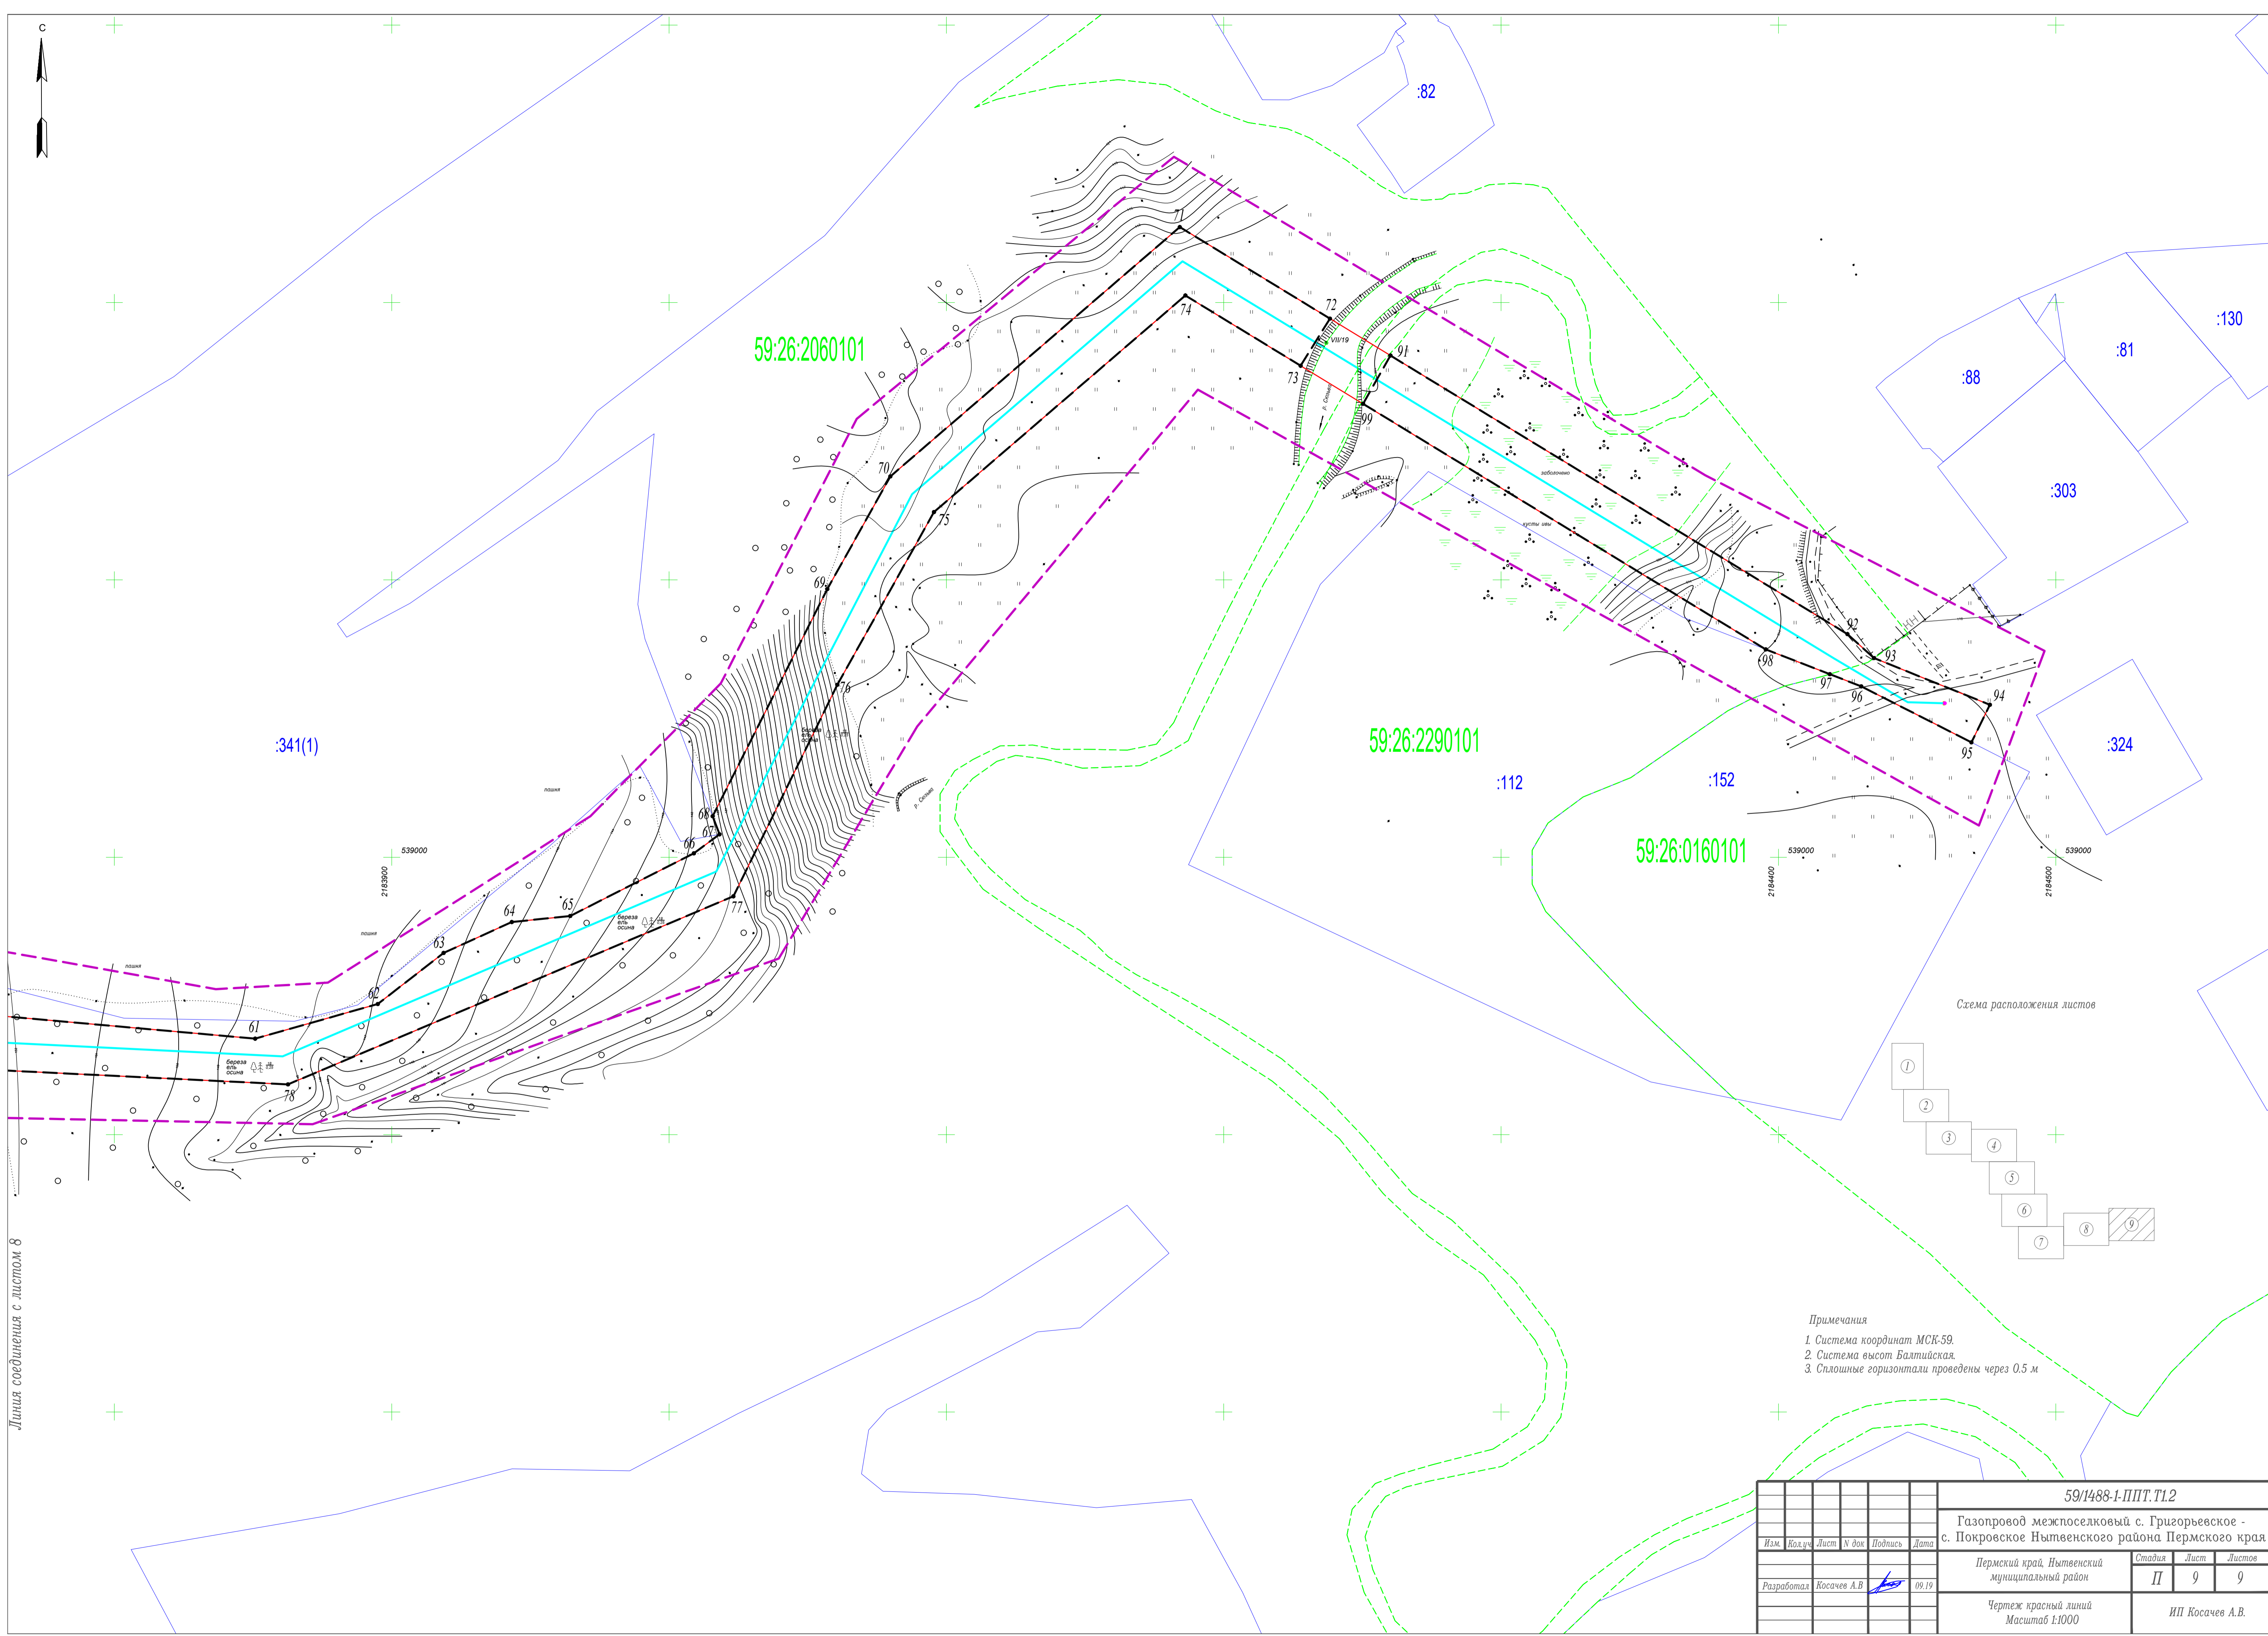 С
:82
71
72
VII/19
74
91
73
р. Сюзьва
99
59:26:2060101
:130
:81
:88
:303
70
75
заболочено
кусты ивы
69
92
93
98
97
96
94
95
76
береза
ель
осина
59:26:2290101
:112
:152
:324
:341(1)
пашня
68
67
66
59:26:0160101
539000
2183900
539000
2184400
539000
2184500
77
65
64
береза
ель
осина
63
пашня
пашня
62
61
береза
ель
осина
78
Линия соединения с листом 8
Схема расположения листов
1
2
3
4
5
6
7
8
9
Примечания
1. Система координат МСК-59.
2. Система высот Балтийская.
3. Сплошные горизонтали проведены через 0.5 м
59/1488-1-ППТ.Т1.2
Газопровод межпоселковый с. Григорьевское -
с. Покровское Нытвенского района Пермского края
Изм. Кол.уч Лист N док Подпись Дата
Пермский край, Нытвенский
муниципальный район
Стадия Лист Листов
П 9 9
Разработал Косачев А.В 09.19
Чертеж красный линий
Масштаб 1:1000
ИП Косачев А.В.